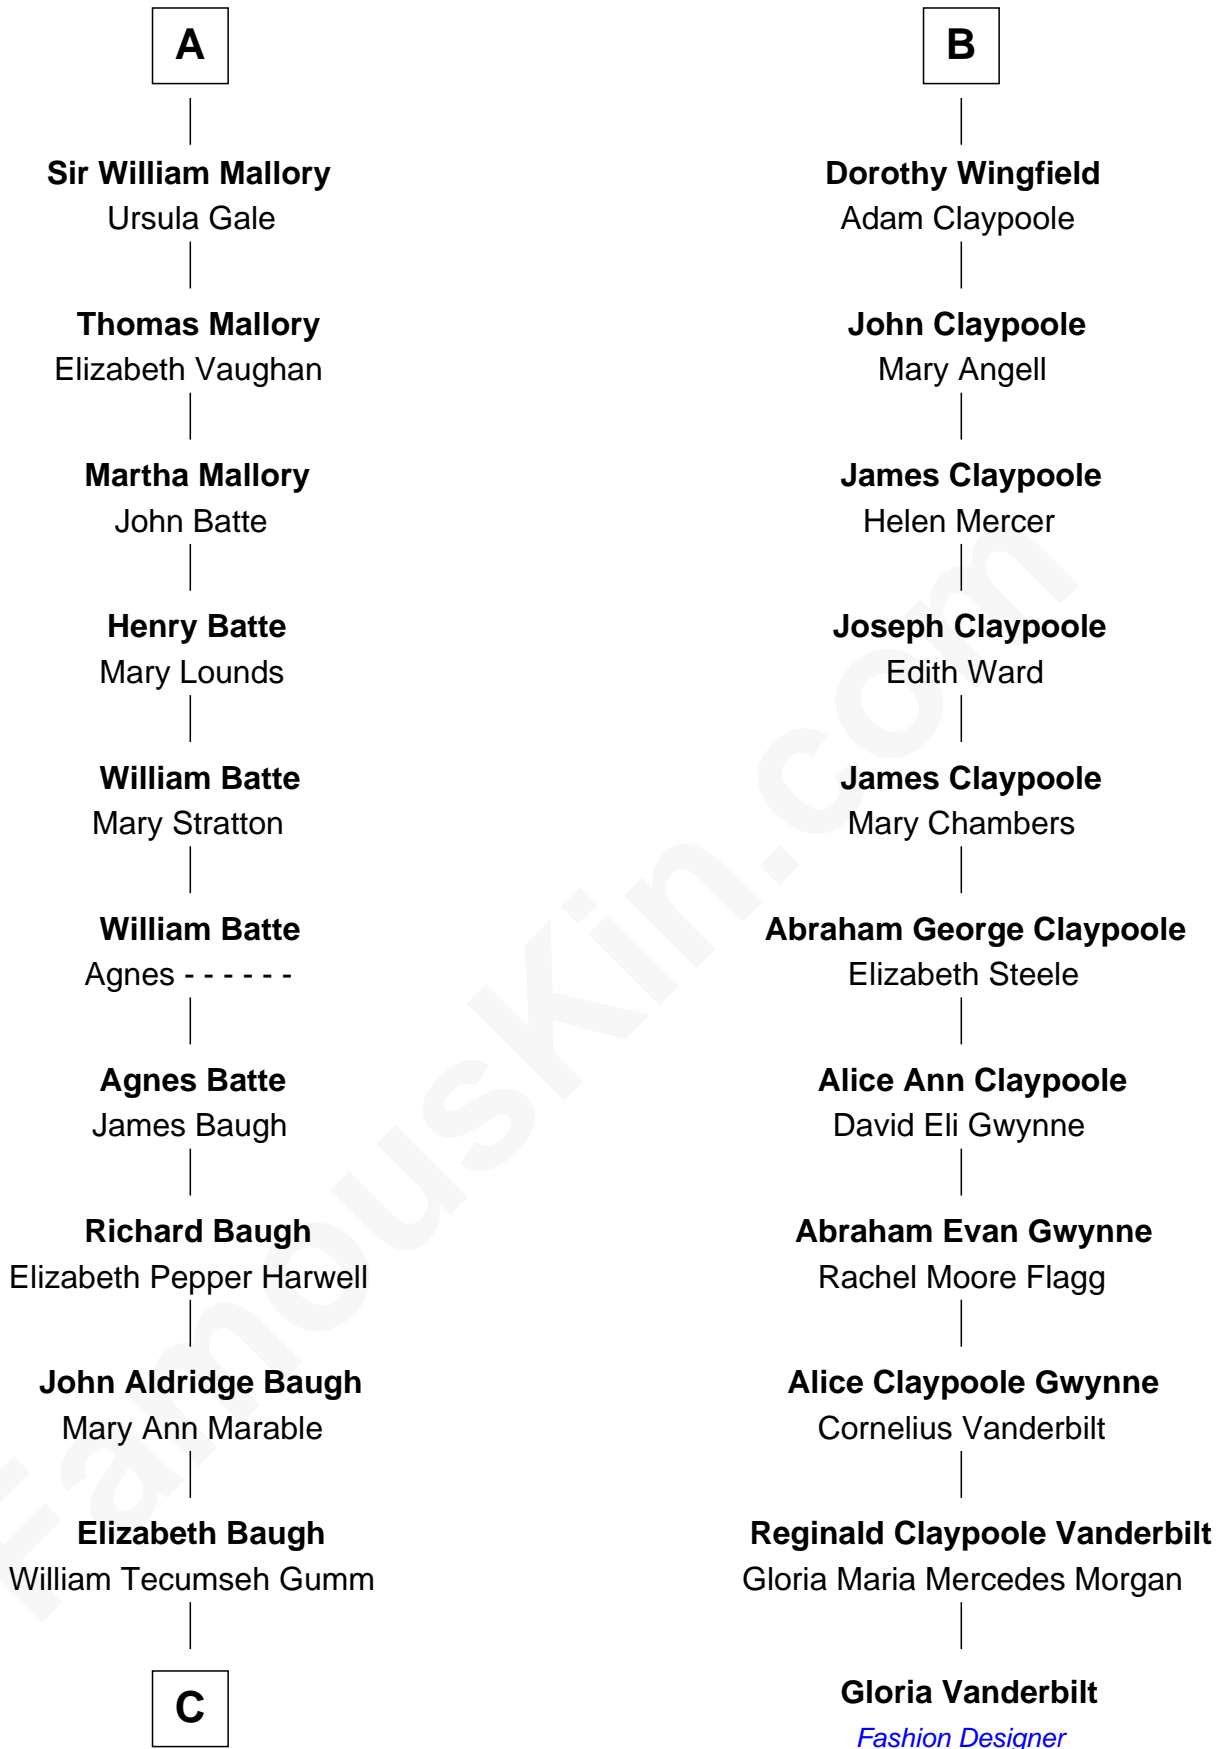 A
Sir William Mallory
Ursula Gale
Thomas Mallory
Elizabeth Vaughan
Martha Mallory
John Batte
Henry Batte
Mary Lounds
William Batte
Mary Stratton
William Batte
Agnes - - - - - -
Agnes Batte
James Baugh
Richard Baugh
Elizabeth Pepper Harwell
John Aldridge Baugh
Mary Ann Marable
Elizabeth Baugh
William Tecumseh Gumm
C
B
Dorothy Wingfield
Adam Claypoole
John Claypoole
Mary Angell
James Claypoole
Helen Mercer
Joseph Claypoole
Edith Ward
James Claypoole
Mary Chambers
Abraham George Claypoole
Elizabeth Steele
Alice Ann Claypoole
David Eli Gwynne
Abraham Evan Gwynne
Rachel Moore Flagg
Alice Claypoole Gwynne
Cornelius Vanderbilt
Reginald Claypoole Vanderbilt
Gloria Maria Mercedes Morgan
Gloria Vanderbilt
Fashion Designer
FamousKin.com